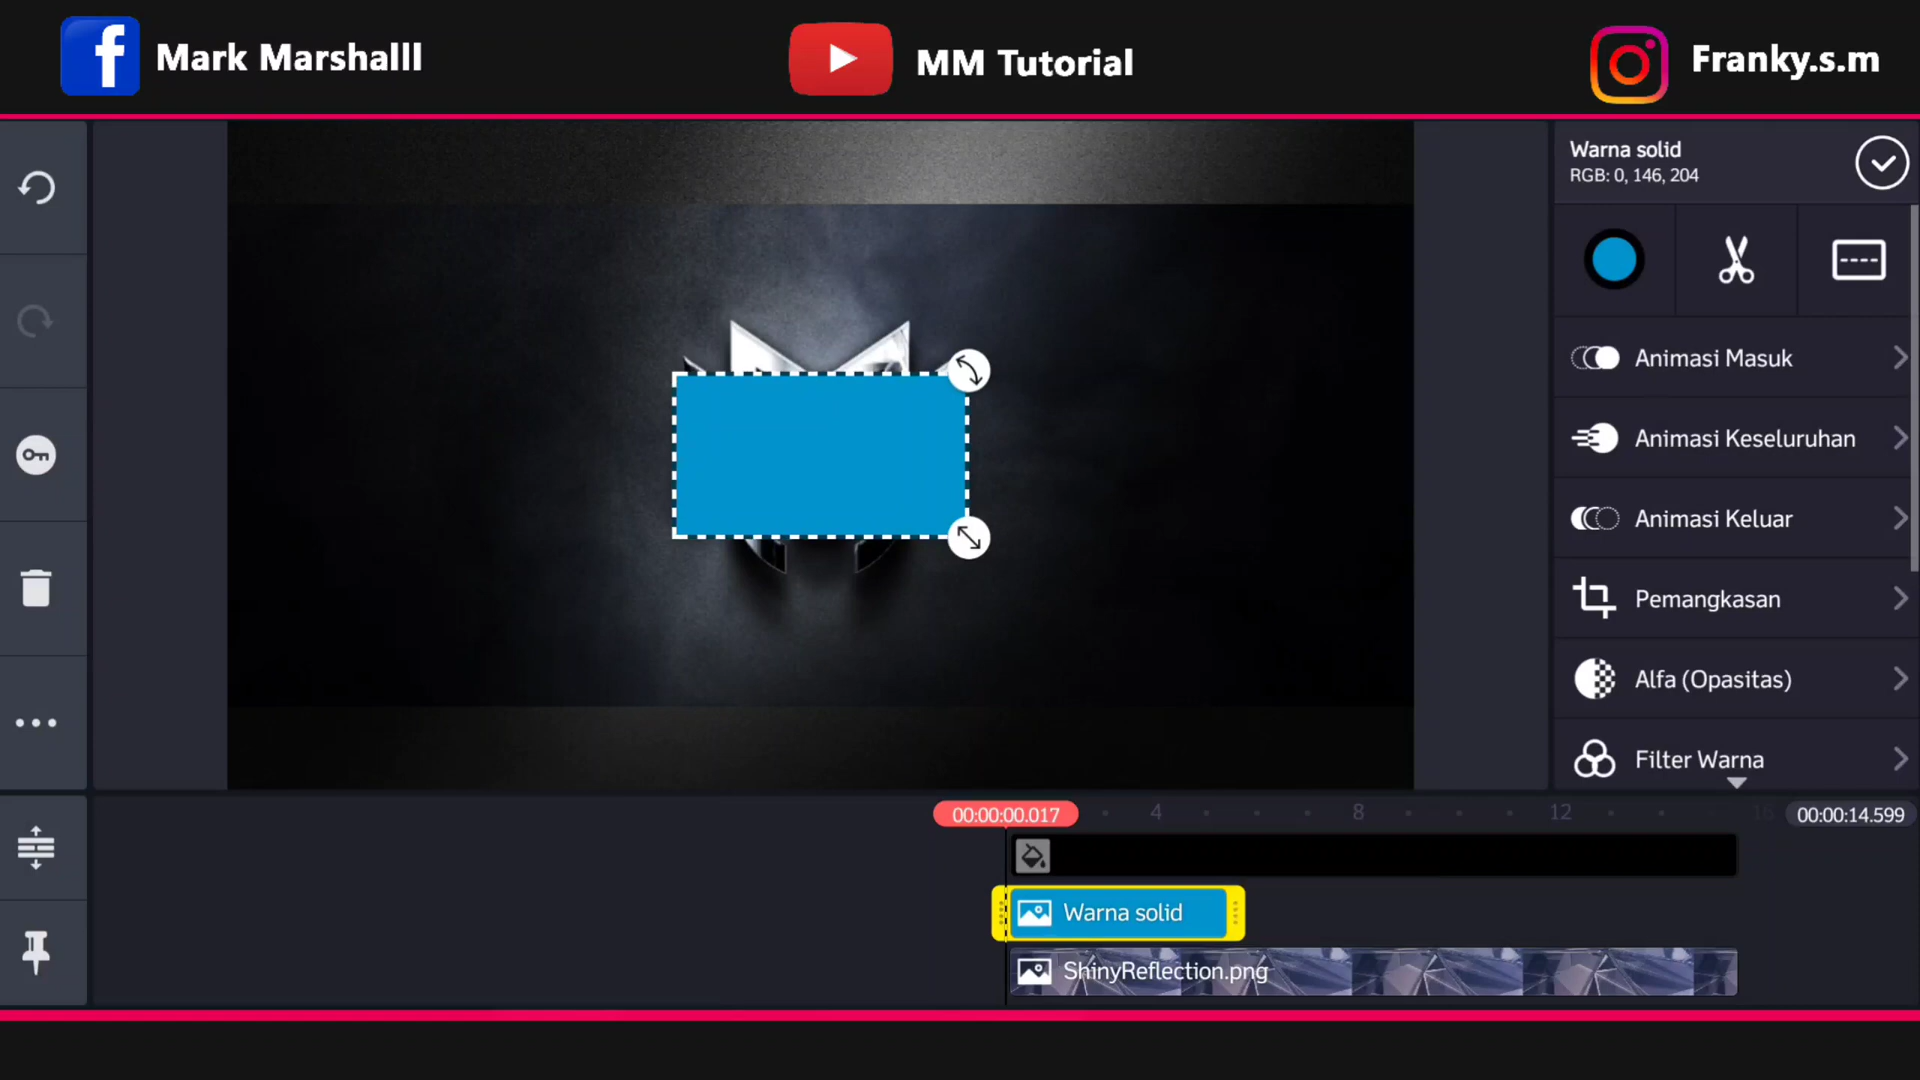 Mark Marshalll
MM Tutorial
Franky.s.m
Warna solid
RGB: 0, 146, 204
Animasi Masuk
Animasi Keseluruhan
Animasi Keluar
Pemangkasan
Alfa (Opasitas)
Filter Warna
00:00:00.017
4
8
12
16
00:00:14.599
Warna solid
ShinyReflection.png